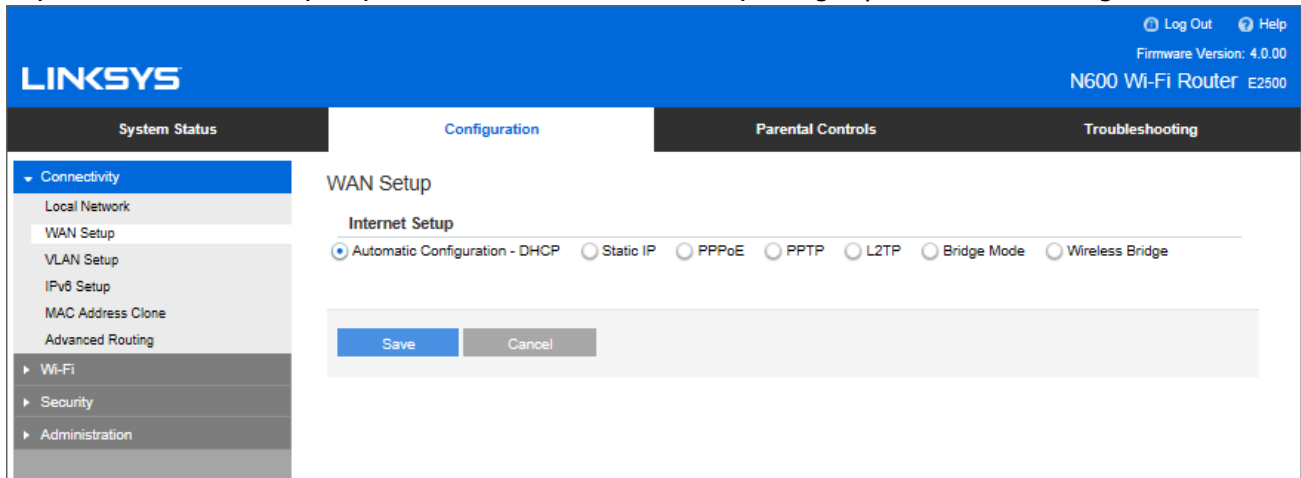 Log Out Help
Firmware Version: 4.0.00
LINKSYS
N600 Wi-Fi Router E2500
System Status Configuration Parental Controls Troubleshooting
Connectivity
Local Network
WAN Setup
VLAN Setup
IPv6 Setup
MAC Address Clone
Advanced Routing
Wi-Fi
Security
Administration
WAN Setup
Internet Setup
Automatic Configuration - DHCP Static IP PPPoE PPTP L2TP Bridge Mode Wireless Bridge
Save Cancel